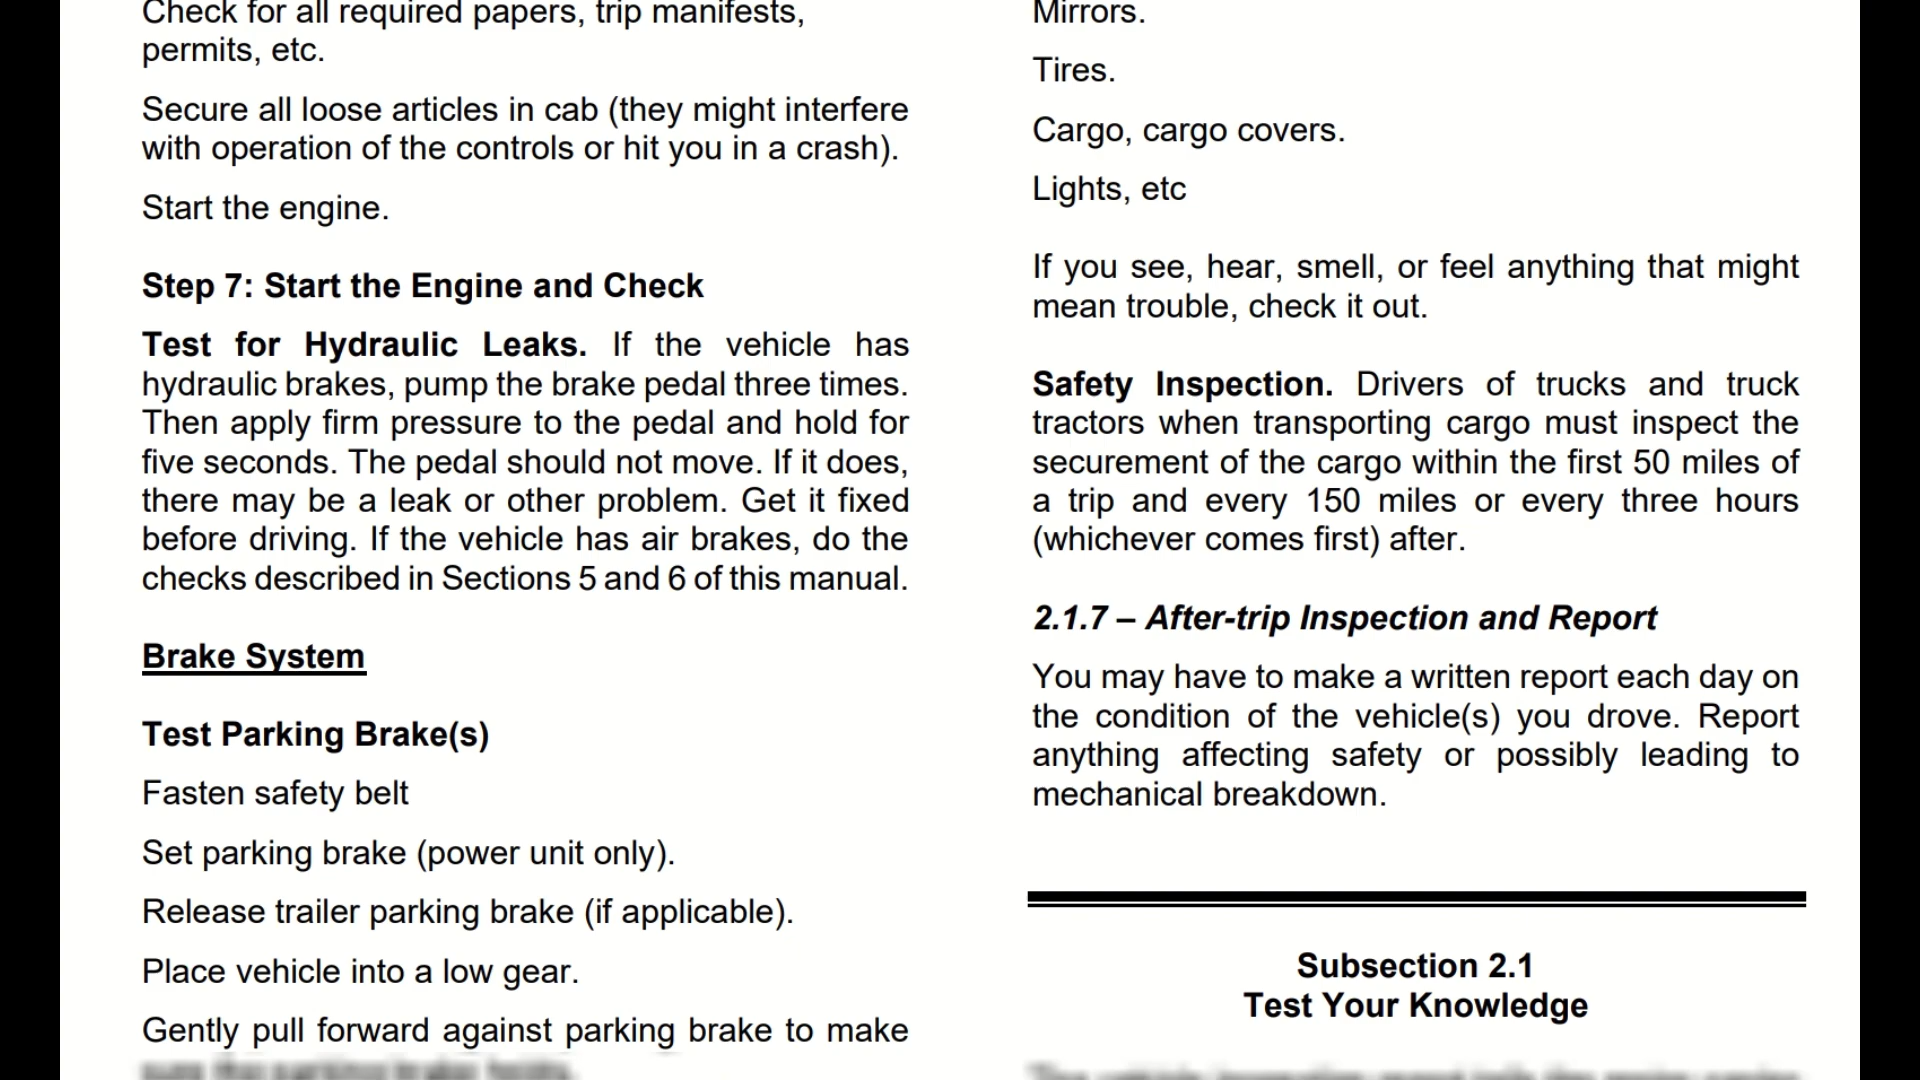 Check for all required papers, trip manifests,
permits, etc.
Secure all loose articles in cab (they might interfere
with operation of the controls or hit you in a crash).
Start the engine.
Step 7: Start the Engine and Check
Test for Hydraulic Leaks. If the vehicle has
hydraulic brakes, pump the brake pedal three times.
Then apply firm pressure to the pedal and hold for
five seconds. The pedal should not move. If it does,
there may be a leak or other problem. Get it fixed
before driving. If the vehicle has air brakes, do the
checks described in Sections 5 and 6 of this manual.
Brake System
Test Parking Brake(s)
Fasten safety belt
Set parking brake (power unit only).
Release trailer parking brake (if applicable).
Place vehicle into a low gear.
Gently pull forward against parking brake to make
Mirrors.
Tires.
Cargo, cargo covers.
Lights, etc
If you see, hear, smell, or feel anything that might
mean trouble, check it out.
Safety Inspection. Drivers of trucks and truck
tractors when transporting cargo must inspect the
securement of the cargo within the first 50 miles of
a trip and every 150 miles or every three hours
(whichever comes first) after.
2.1.7 – After-trip Inspection and Report
You may have to make a written report each day on
the condition of the vehicle(s) you drove. Report
anything affecting safety or possibly leading to
mechanical breakdown.
Subsection 2.1
Test Your Knowledge